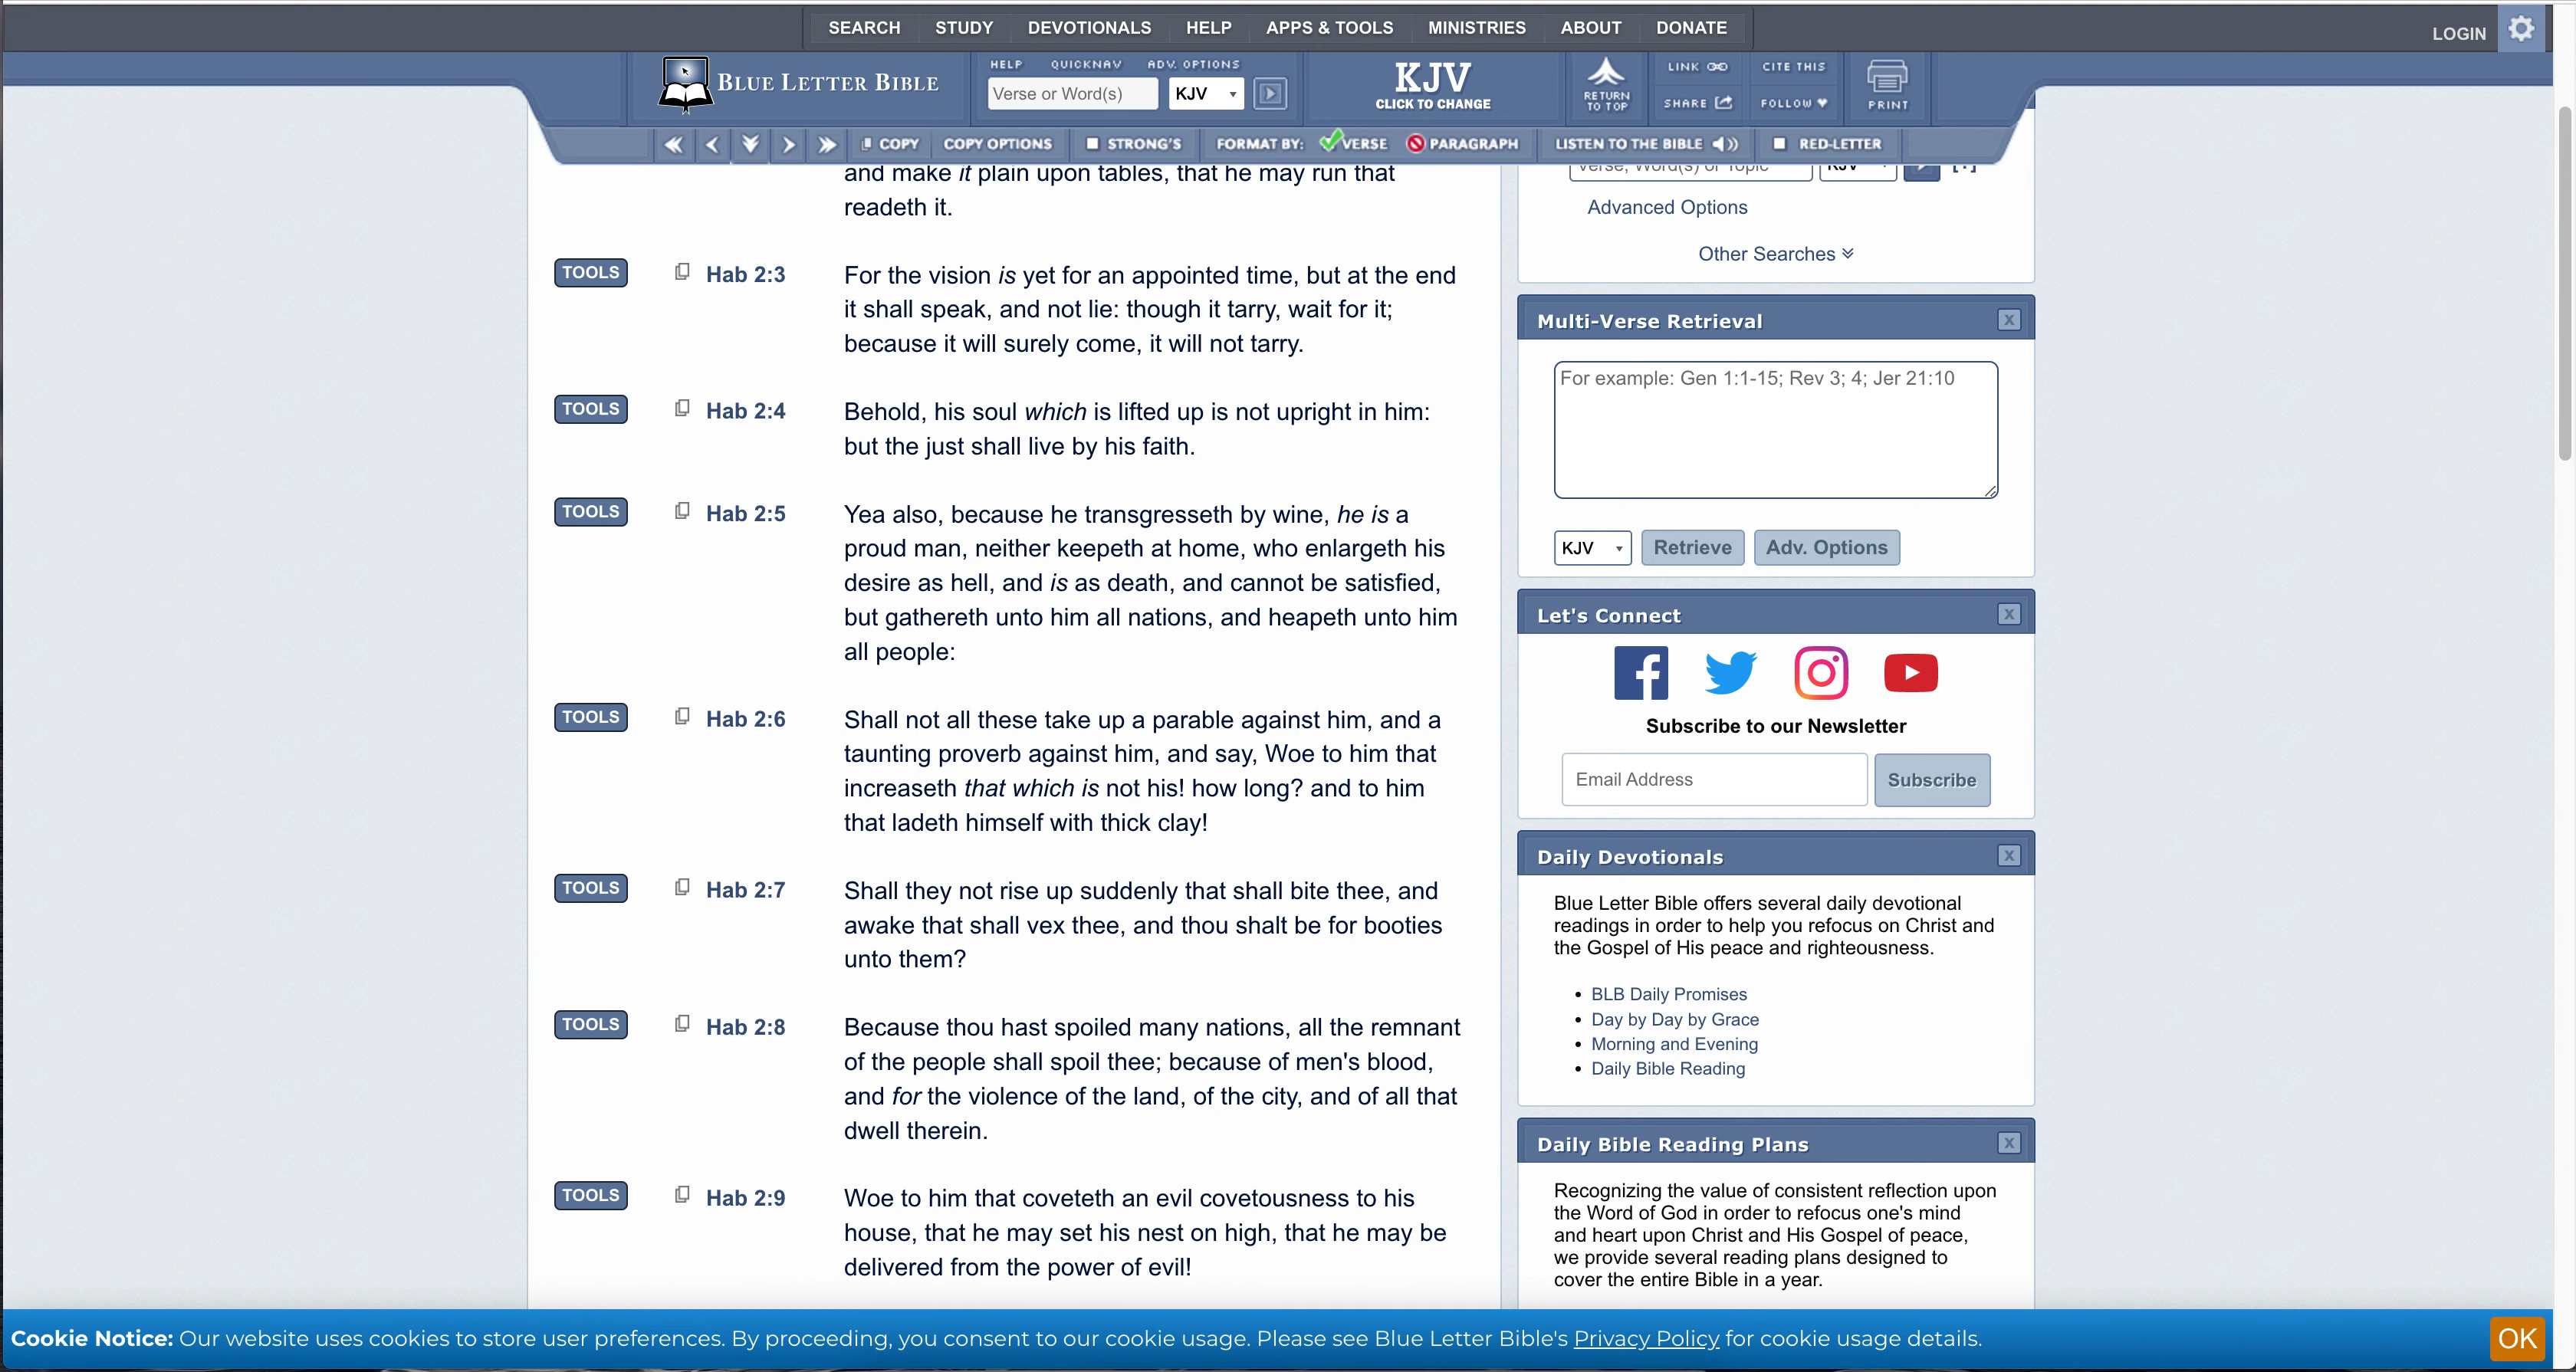 SEARCH STUDY DEVOTIONALS HELP APPS & TOOLS MINISTRIES ABOUT DONATE
LOGIN
BLUE LETTER BIBLE
HELP QUICKNAV ADV. OPTIONS
Verse or Word(s) KJV
KJV
CLICK TO CHANGE
RETURN
TO TOP
LINK CITE THIS
SHARE FOLLOW
PRINT
COPY COPY OPTIONS STRONG'S FORMAT BY: VERSE PARAGRAPH LISTEN TO THE BIBLE RED-LETTER
and make it plain upon tables, that he may run that
readeth it.
TOOLS Hab 2:3 For the vision is yet for an appointed time, but at the end
it shall speak, and not lie: though it tarry, wait for it;
because it will surely come, it will not tarry.
TOOLS Hab 2:4 Behold, his soul which is lifted up is not upright in him:
but the just shall live by his faith.
TOOLS Hab 2:5 Yea also, because he transgresseth by wine, he is a
proud man, neither keepeth at home, who enlargeth his
desire as hell, and is as death, and cannot be satisfied,
but gathereth unto him all nations, and heapeth unto him
all people:
TOOLS Hab 2:6 Shall not all these take up a parable against him, and a
taunting proverb against him, and say, Woe to him that
increaseth that which is not his! how long? and to him
that ladeth himself with thick clay!
TOOLS Hab 2:7 Shall they not rise up suddenly that shall bite thee, and
awake that shall vex thee, and thou shalt be for booties
unto them?
TOOLS Hab 2:8 Because thou hast spoiled many nations, all the remnant
of the people shall spoil thee; because of men's blood,
and for the violence of the land, of the city, and of all that
dwell therein.
TOOLS Hab 2:9 Woe to him that coveteth an evil covetousness to his
house, that he may set his nest on high, that he may be
delivered from the power of evil!
Verse, Word(s) or Topic KJV
Advanced Options
Other Searches
Multi-Verse Retrieval X
For example: Gen 1:1-15; Rev 3; 4; Jer 21:10
KJV Retrieve Adv. Options
Let's Connect X
Subscribe to our Newsletter
Email Address Subscribe
Daily Devotionals X
Blue Letter Bible offers several daily devotional
readings in order to help you refocus on Christ and
the Gospel of His peace and righteousness.
• BLB Daily Promises
• Day by Day by Grace
• Morning and Evening
• Daily Bible Reading
Daily Bible Reading Plans X
Recognizing the value of consistent reflection upon
the Word of God in order to refocus one's mind
and heart upon Christ and His Gospel of peace,
we provide several reading plans designed to
cover the entire Bible in a year.
Cookie Notice: Our website uses cookies to store user preferences. By proceeding, you consent to our cookie usage. Please see Blue Letter Bible's Privacy Policy for cookie usage details. OK